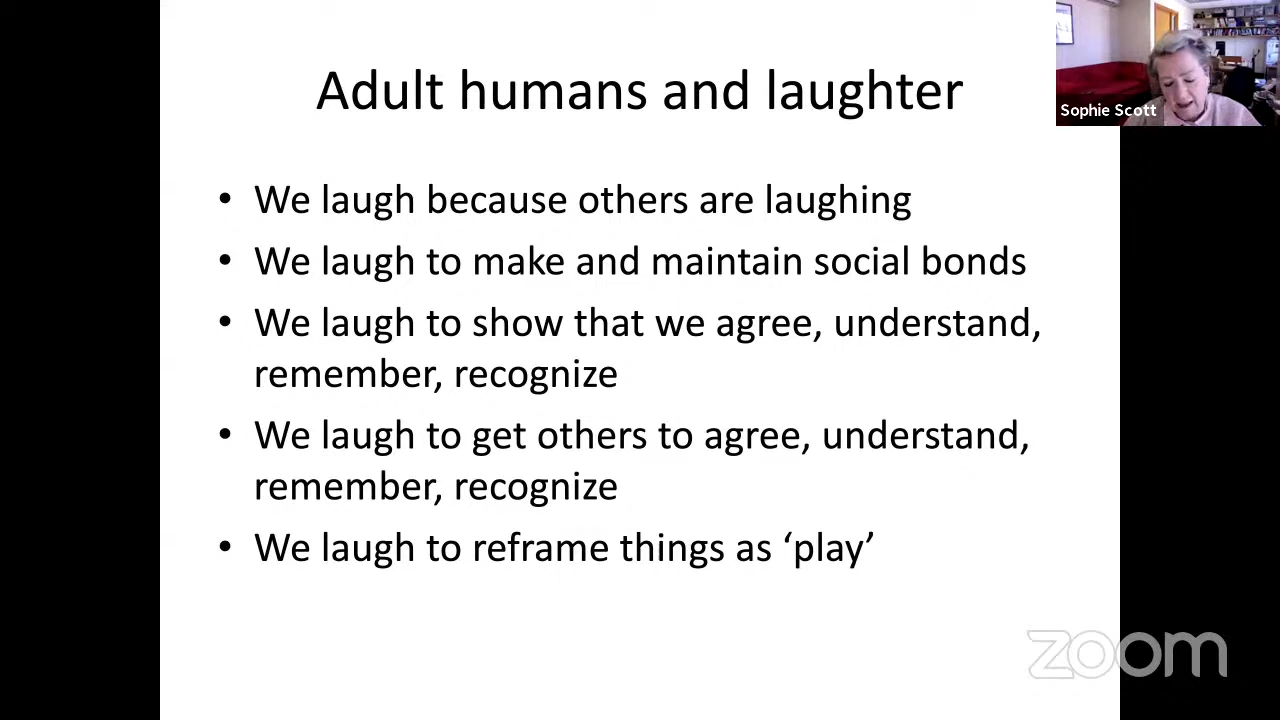 Adult humans and laughter
Sophie Scott
• We laugh because others are laughing
• We laugh to make and maintain social bonds
• We laugh to show that we agree, understand,
remember, recognize
• We laugh to get others to agree, understand,
remember, recognize
• We laugh to reframe things as ‘play’
zoom